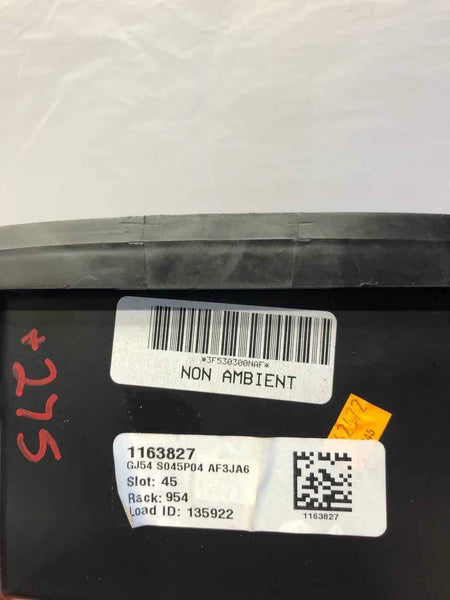 *3F530300NAF*
NON AMBIENT
+275
1163827
GJ54 S045P04 AF3JA6
Slot: 45
Rack: 954
Load ID: 135922
1163827